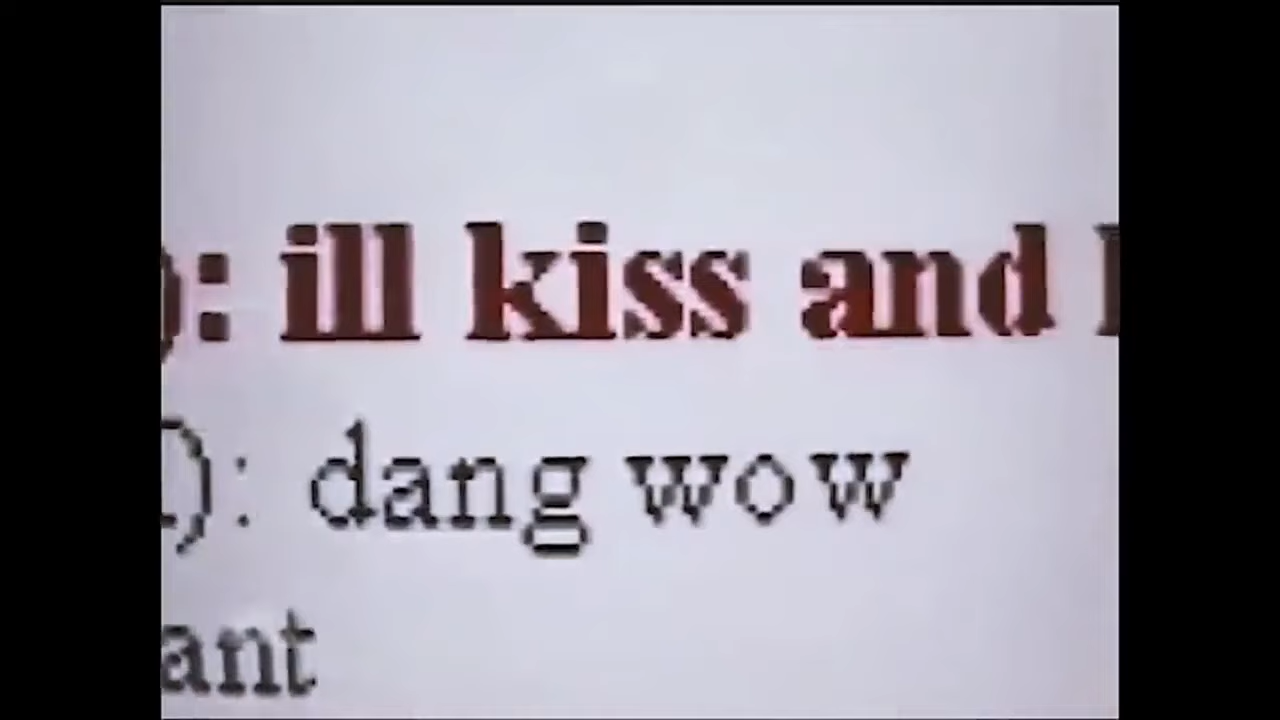 ): ill kiss and
): dang wow
ant